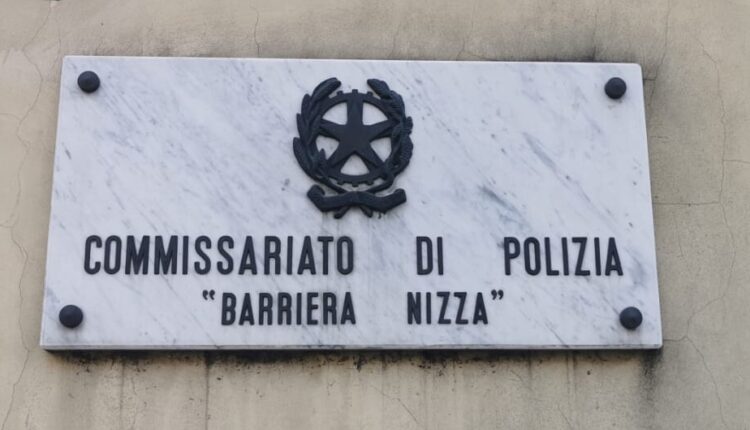 COMMISSARIATO DI POLIZIA
"BARRIERA NIZZA"